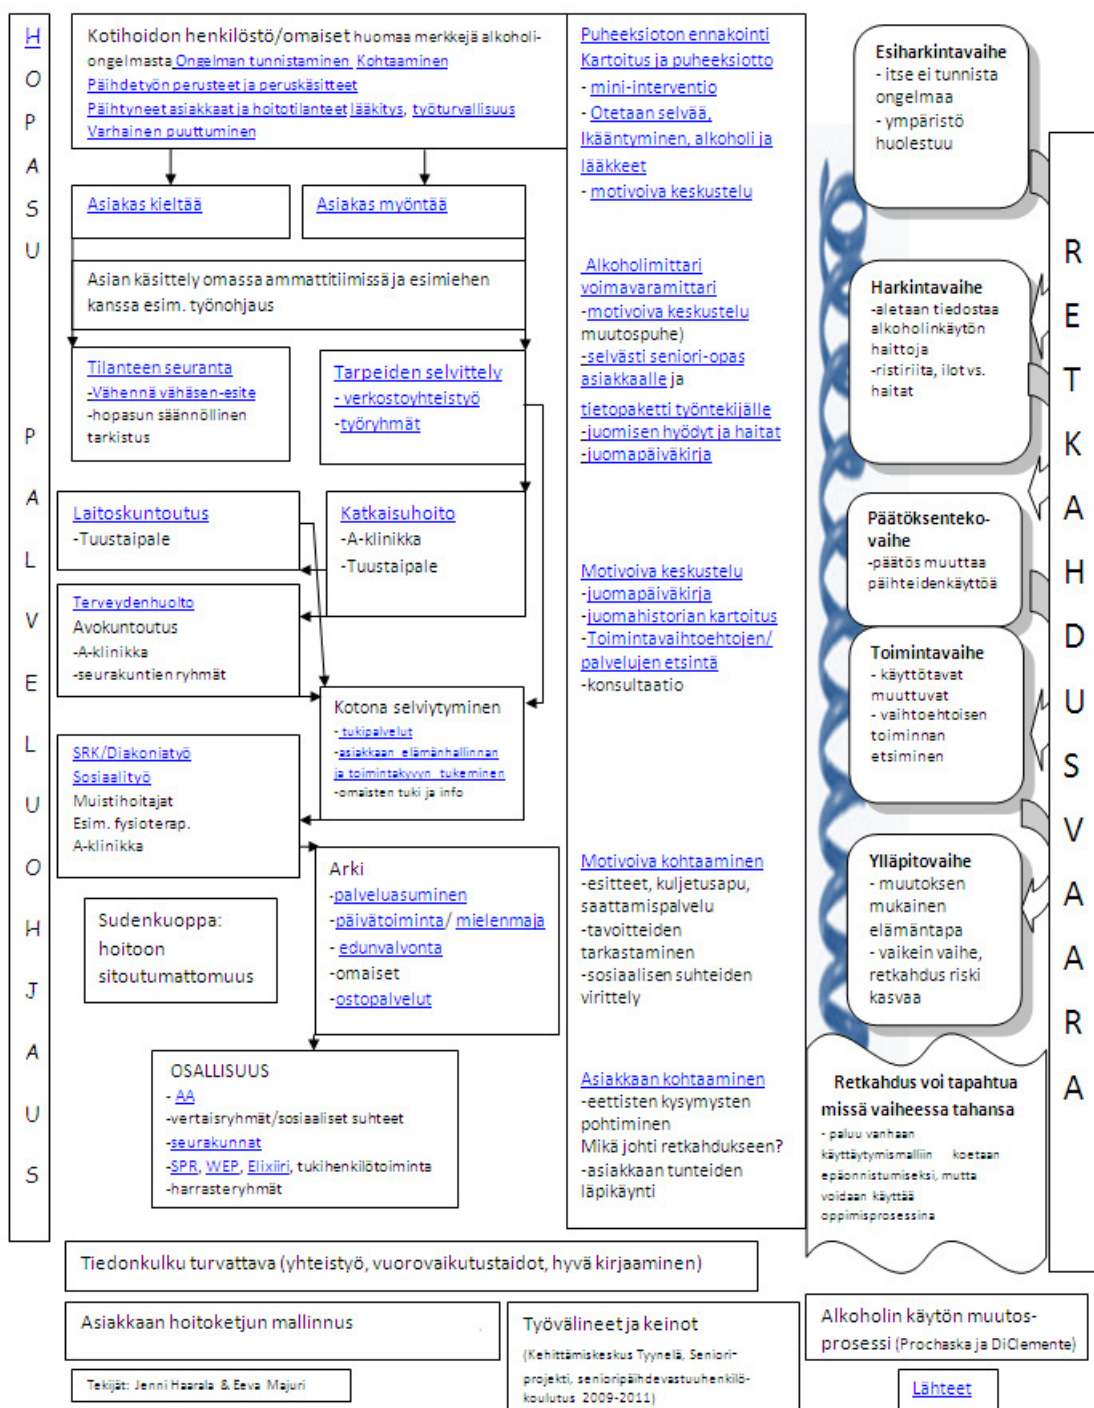 HOPASU PALVELUOHJAUS
Kotihoidon henkilöstö/omaiset huomaa merkkejä alkoholi-
ongelmasta Ongelman tunnistaminen Kohtaaminen
Päihdetyön perusteet ja peruskäsitteet
Päihtyneet asiakkaat ja hoitotilanteet lääkitys, työturvallisuus
Varhainen puuttuminen
Asiakas kieltää
Asiakas myöntää
Asian käsittely omassa ammattitiimissä ja esimiehen
kanssa esim. työnohjaus
Tilanteen seuranta
-Vähennä vähäsen-esite
-hopasun säännöllinen
tarkistus
Tarpeiden selvittely
- verkostoyhteistyö
-työryhmät
Laitoskuntoutus
-Tuustaipale
Katkaisuhoito
-A-klinikka
-Tuustaipale
Terveydenhuolto
Avokuntoutus
-A-klinikka
-seurakuntien ryhmät
Kotona selviytyminen
- tukipalvelut
-asiakkaan elämänhallinnan
ja toimintakyvyn tukeminen
-omaisten tuki ja info
SRK/Diakoniatyö
Sosiaalityö
Muistihoitajat
Esim. fysioterap.
A-klinikka
Arki
-palveluasuminen
-päivätoiminta/ mielenmaja
- edunvalvonta
-omaiset
-ostopalvelut
Sudenkuoppa:
hoitoon
sitoutumattomuus
OSALLISUUS
- AA
-vertaisryhmät/sosiaaliset suhteet
-seurakunnat
-SPR, WEP, Elixiiri, tukihenkilötoiminta
-harrasteryhmät
Puheeksioton ennakointi
Kartoitus ja puheeksiotto
- mini-interventio
- Otetaan selvää,
Ikääntyminen, alkoholi ja
lääkkeet
- motivoiva keskustelu
Alkoholimittari
voimavaramittari
-motivoiva keskustelu
muutospuhe)
-selvästi seniori-opas
asiakkaalle ja
tietopaketti työntekijälle
-juomisen hyödyt ja haitat
-juomapäiväkirja
Motivoiva keskustelu
-juomapäiväkirja
-juomahistorian kartoitus
-Toimintavaihtoehtojen/
palvelujen etsintä
-konsultaatio
Motivoiva kohtaaminen
-esitteet, kuljetusapu,
saattamispalvelu
-tavoitteiden
tarkastaminen
-sosiaalisen suhteiden
virittely
Asiakkaan kohtaaminen
-eettisten kysymysten
pohtiminen
Mikä johti retkahdukseen?
-asiakkaan tunteiden
läpikäynti
Esiharkintavaihe
- itse ei tunnista
ongelmaa
- ympäristö
huolestuu
Harkintavaihe
-aletaan tiedostaa
alkoholinkäytön
haittoja
-ristiriita, ilot vs.
haitat
Päätöksenteko-
vaihe
-päätös muuttaa
päihteidenkäyttöä
Toimintavaihe
- käyttötavat
muuttuvat
- vaihtoehtoisen
toiminnan
etsiminen
Ylläpitovaihe
- muutoksen
mukainen
elämäntapa
- vaikein vaihe,
retkahdus riski
kasvaa
Retkahdus voi tapahtua
missä vaiheessa tahansa
- paluu vanhaan
käyttäytymismalliin koetaan
epäonnistumiseksi, mutta
voidaan käyttää
oppimisprosessina
RETKAHDUSVAARA
Tiedonkulku turvattava (yhteistyö, vuorovaikutustaidot, hyvä kirjaaminen)
Asiakkaan hoitoketjun mallinnus
Tekijät: Jenni Haarala & Eeva Majuri
Työvälineet ja keinot
(Kehittämiskeskus Tyynelä, Seniori-
projekti, senioripäihdevastuuhenkilö-
koulutus 2009-2011)
Alkoholin käytön muutos-
prosessi (Prochaska ja DiClemente)
Lähteet